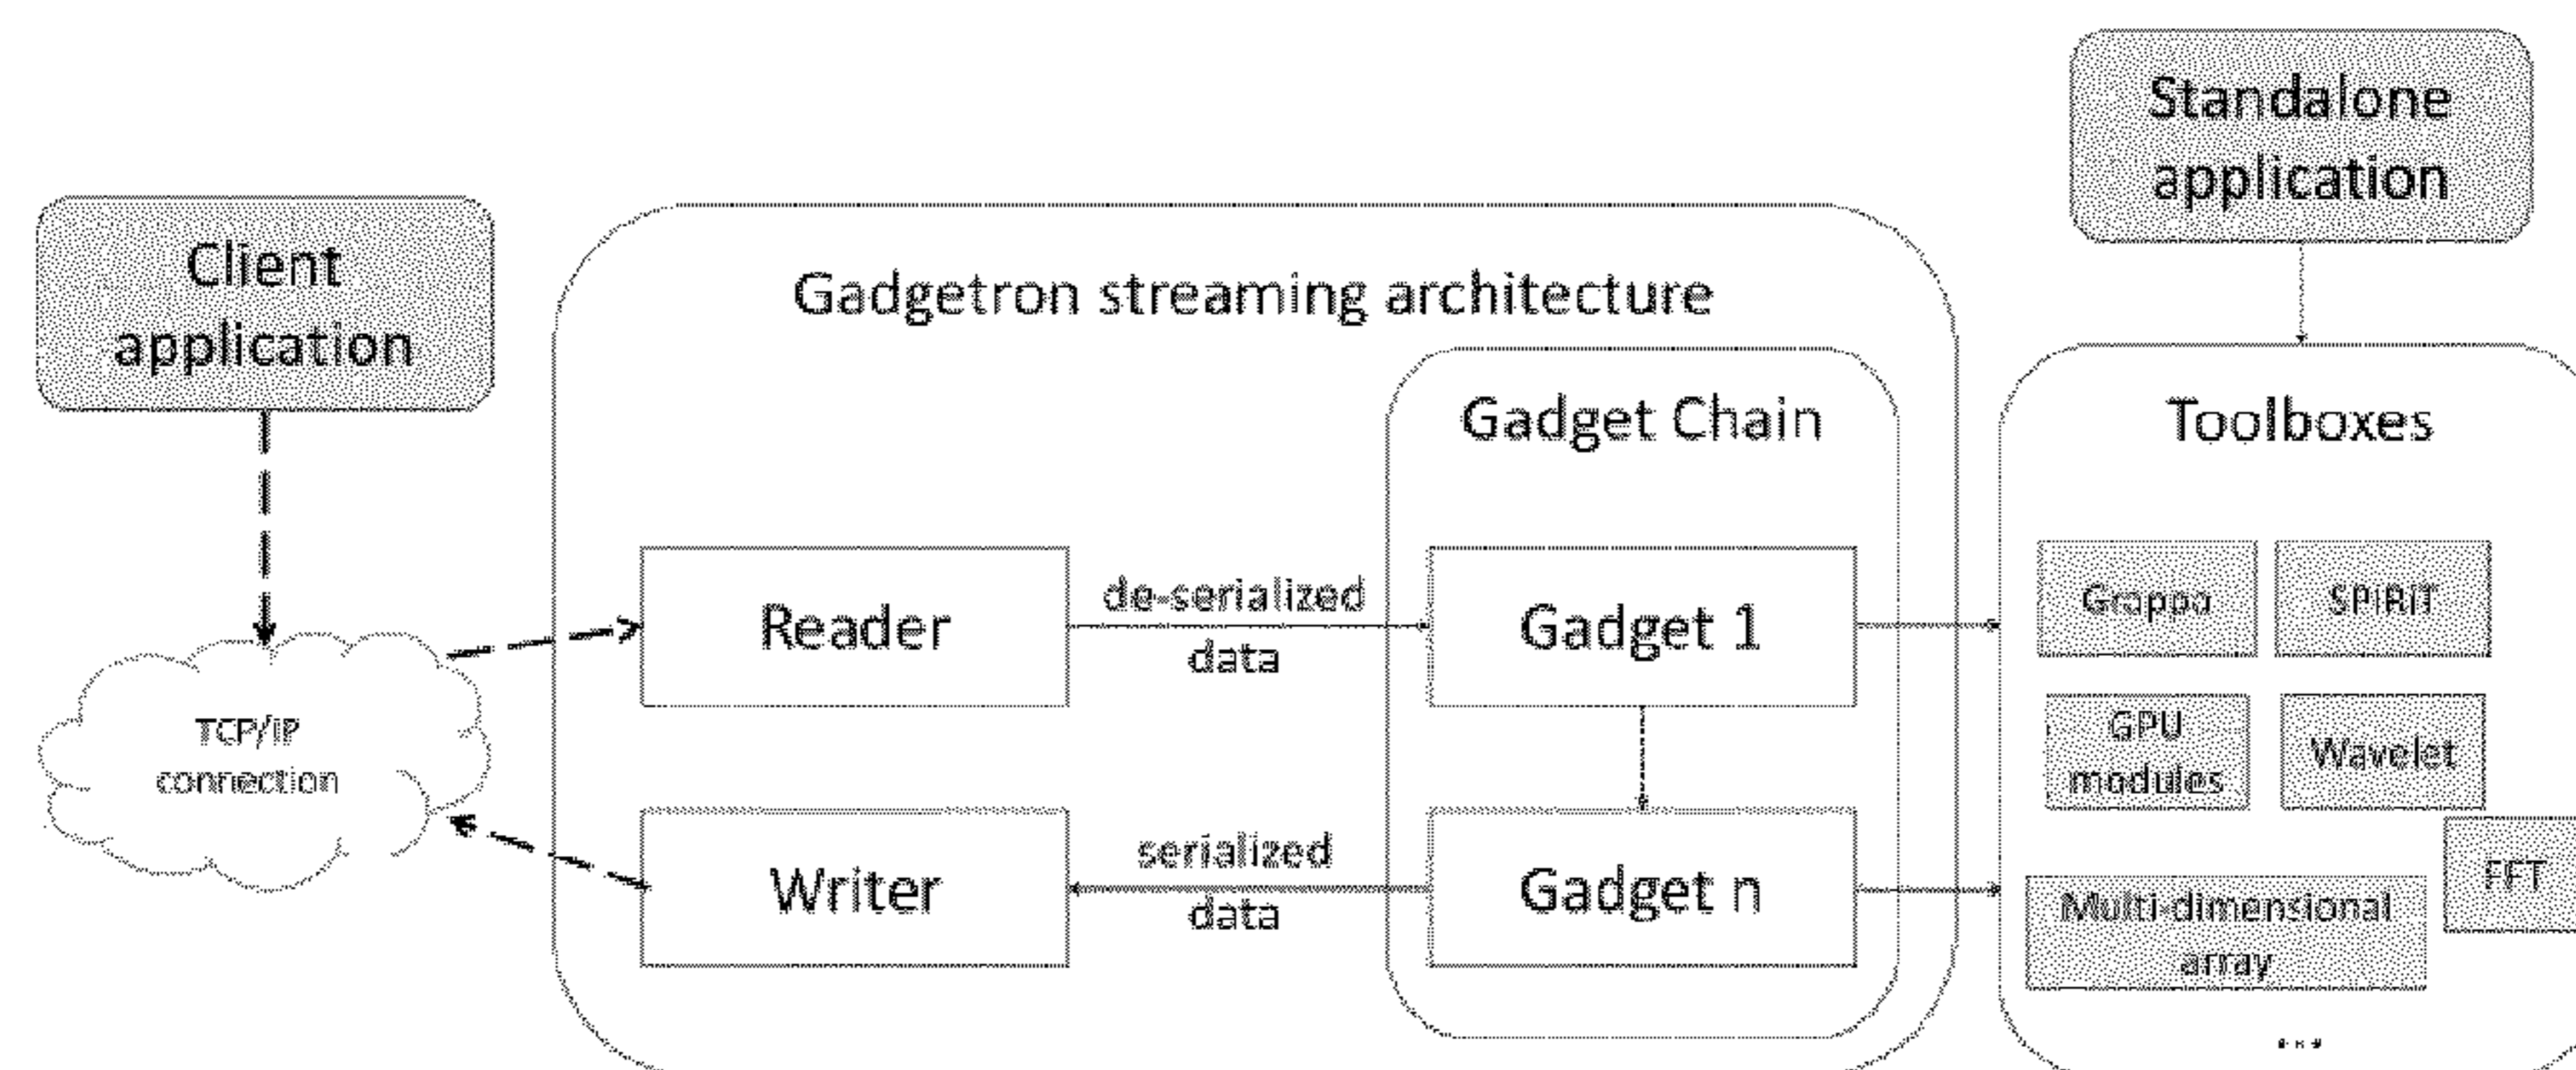 Standalone
application
Client
application
Gadgetron streaming architecture
Gadget Chain
Toolboxes
Reader
de-serialized
data
Gadget 1
Grappa
SPIRiT
TCP/IP
connection
GPU
modules
Wavelet
Writer
serialized
data
Gadget n
FFT
Multi-dimensional
array
...